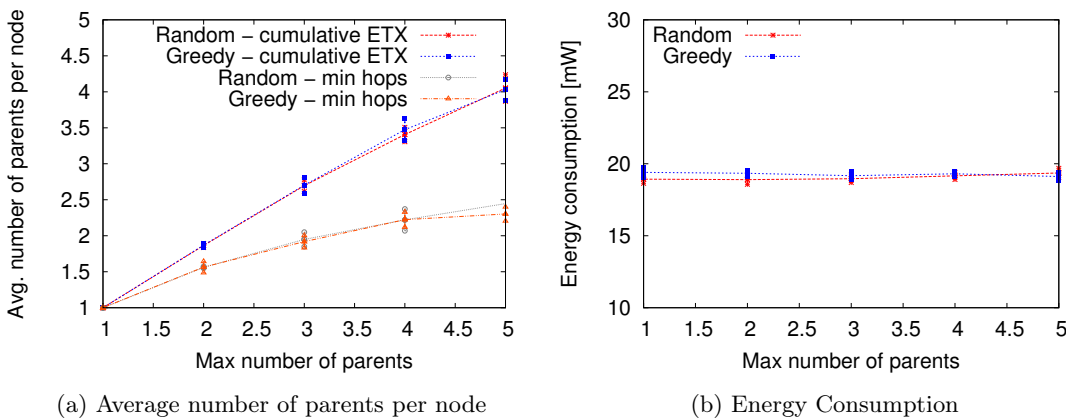 Avg. number of parents per node
5
4.5
4
3.5
3
2.5
2
1.5
1
Random − cumulative ETX
Greedy − cumulative ETX
Random − min hops
Greedy − min hops
1 1.5 2 2.5 3 3.5 4 4.5 5
Max number of parents
(a) Average number of parents per node
Energy consumption [mW]
30
25
20
15
10
Random
Greedy
1 1.5 2 2.5 3 3.5 4 4.5 5
Max number of parents
(b) Energy Consumption